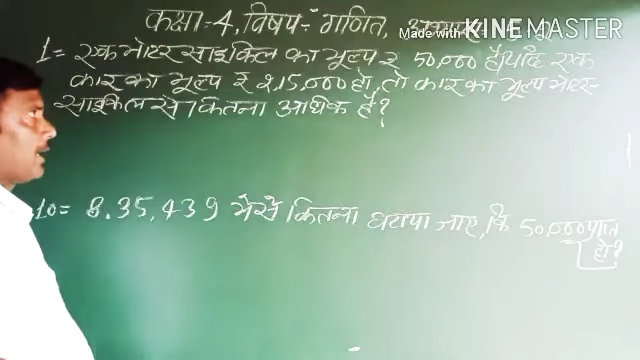 कक्षा-4, विषय:- गणित,
Made with KINEMASTER
1= एक मोटर साइकिल का मूल्य ₹ 50,000 है। यदि एक
कार का मूल्य ₹ 2,15,000 हो, तो कार का मूल्य मोटर-
साइकिल से कितना अधिक है?
10= 8,35,439 में से कितना घटाया जाए, कि 50,000 प्राप्त
हो?